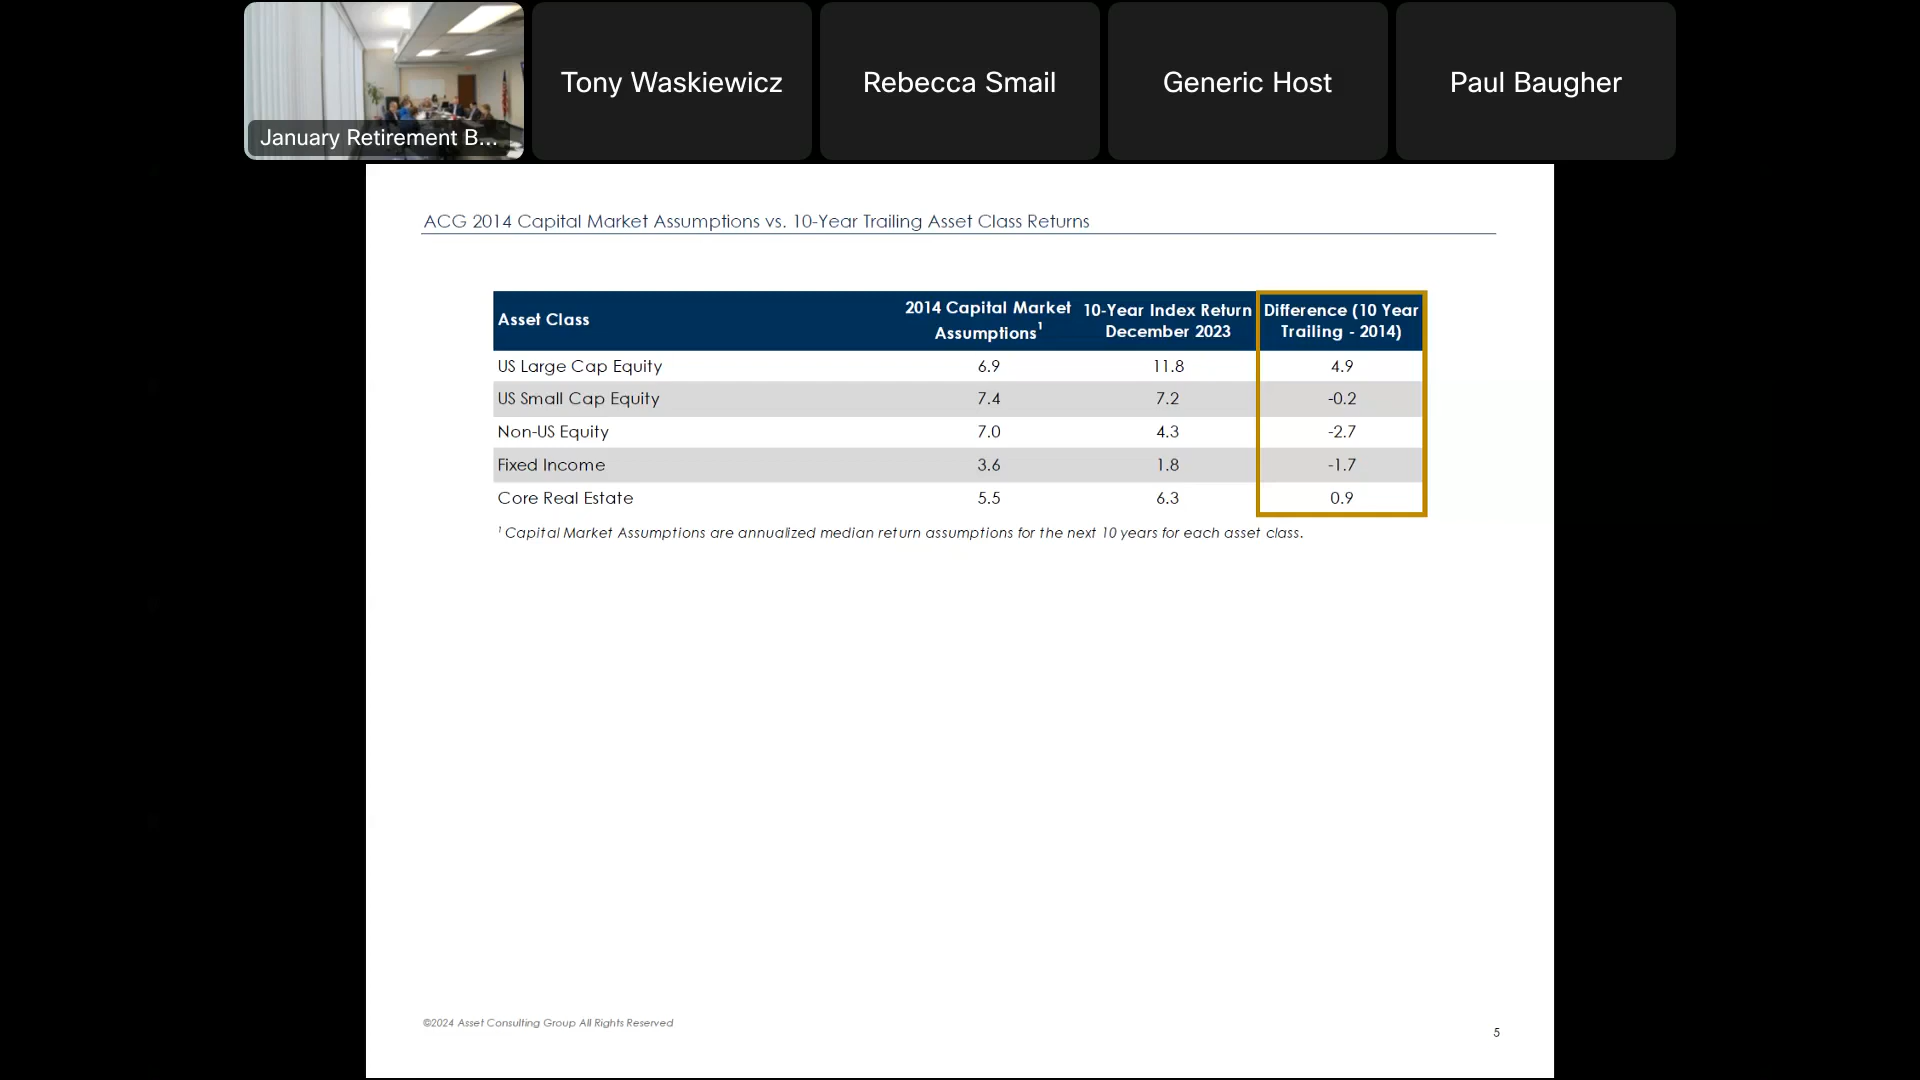 January Retirement B...
Tony Waskiewicz
Rebecca Smail
Generic Host
Paul Baugher
ACG 2014 Capital Market Assumptions vs. 10-Year Trailing Asset Class Returns
Asset Class
2014 Capital Market
Assumptions¹
10-Year Index Return
December 2023
Difference (10 Year
Trailing - 2014)
US Large Cap Equity 6.9 11.8 4.9
US Small Cap Equity 7.4 7.2 -0.2
Non-US Equity 7.0 4.3 -2.7
Fixed Income 3.6 1.8 -1.7
Core Real Estate 5.5 6.3 0.9
¹ Capital Market Assumptions are annualized median return assumptions for the next 10 years for each asset class.
©2024 Asset Consulting Group All Rights Reserved
5